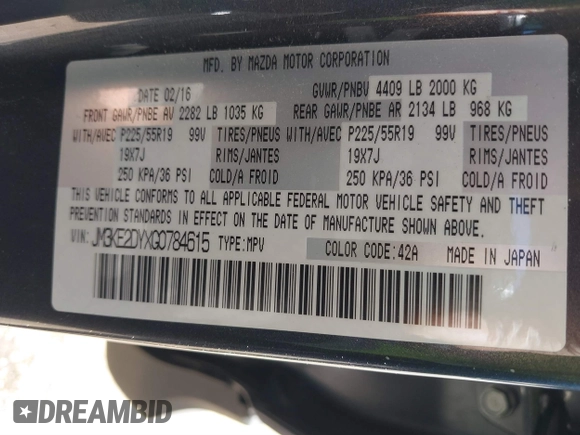 MFD. BY MAZDA MOTOR CORPORATION
DATE 02/16 GVWR/PNBV 4409 LB 2000 KG
FRONT GAWR/PNBE AV 2282 LB 1035 KG REAR GAWR/PNBE AR 2134 LB 968 KG
WITH/AVEC P225/55R19 99V TIRES/PNEUS WITH/AVEC P225/55R19 99V TIRES/PNEUS
19X7J RIMS/JANTES 19X7J RIMS/JANTES
250 KPA/36 PSI COLD/A FROID 250 KPA/36 PSI COLD/A FROID
THIS VEHICLE CONFORMS TO ALL APPLICABLE FEDERAL MOTOR VEHICLE SAFETY AND THEFT
PREVENTION STANDARDS IN EFFECT ON THE DATE OF MANUFACTURE SHOWN ABOVE.
VIN: JM3KE2DYXG0784615 TYPE: MPV COLOR CODE: 42A MADE IN JAPAN
DREAMBID